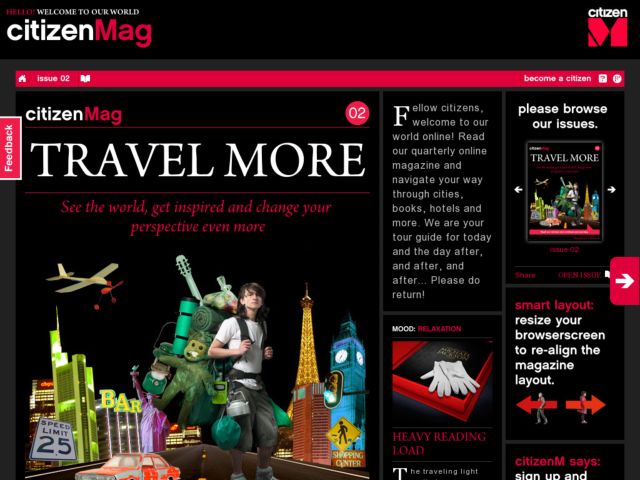 HELLO! WELCOME TO OUR WORLD
citizenMag
citizen
issue 02
become a citizen
?
Feedback
citizenMag
02
TRAVEL MORE
See the world, get inspired and change your
perspective even more
BAR
SPEED
LIMIT
25
SHOPPING
CENTER
Fellow citizens,
welcome to our
world online! Read
our quarterly online
magazine and
navigate your way
through cities,
books, hotels and
more. We are your
tour guide for today
and the day after,
and after, and
after... Please do
return!
MOOD: RELAXATION
HEAVY READING
LOAD
The traveling light
please browse
our issues.
citizenMag
TRAVEL MORE
issue 02
Share
OPEN ISSUE
smart layout:
resize your
browserscreen
to re-align the
magazine
layout.
citizenM says:
sign up and